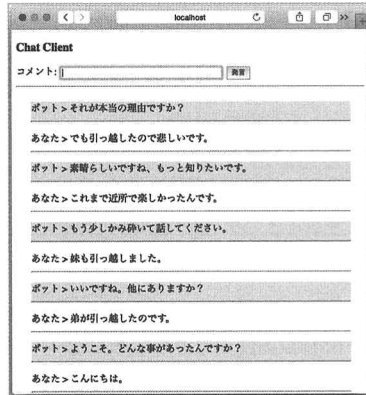 localhost
Chat Client
コメント:
発言
ボット > それが本当の理由ですか？
あなた > でも引っ越したので悲しいです。
ボット > 素晴らしいですね、もっと知りたいです。
あなた > これまで近所で楽しかったんです。
ボット > もう少しかみ砕いて話してください。
あなた > 妹も引っ越しました。
ボット > いいですね。他にありますか？
あなた > 弟が引っ越したのです。
ボット > ようこそ。どんな事があったんですか？
あなた > こんにちは。